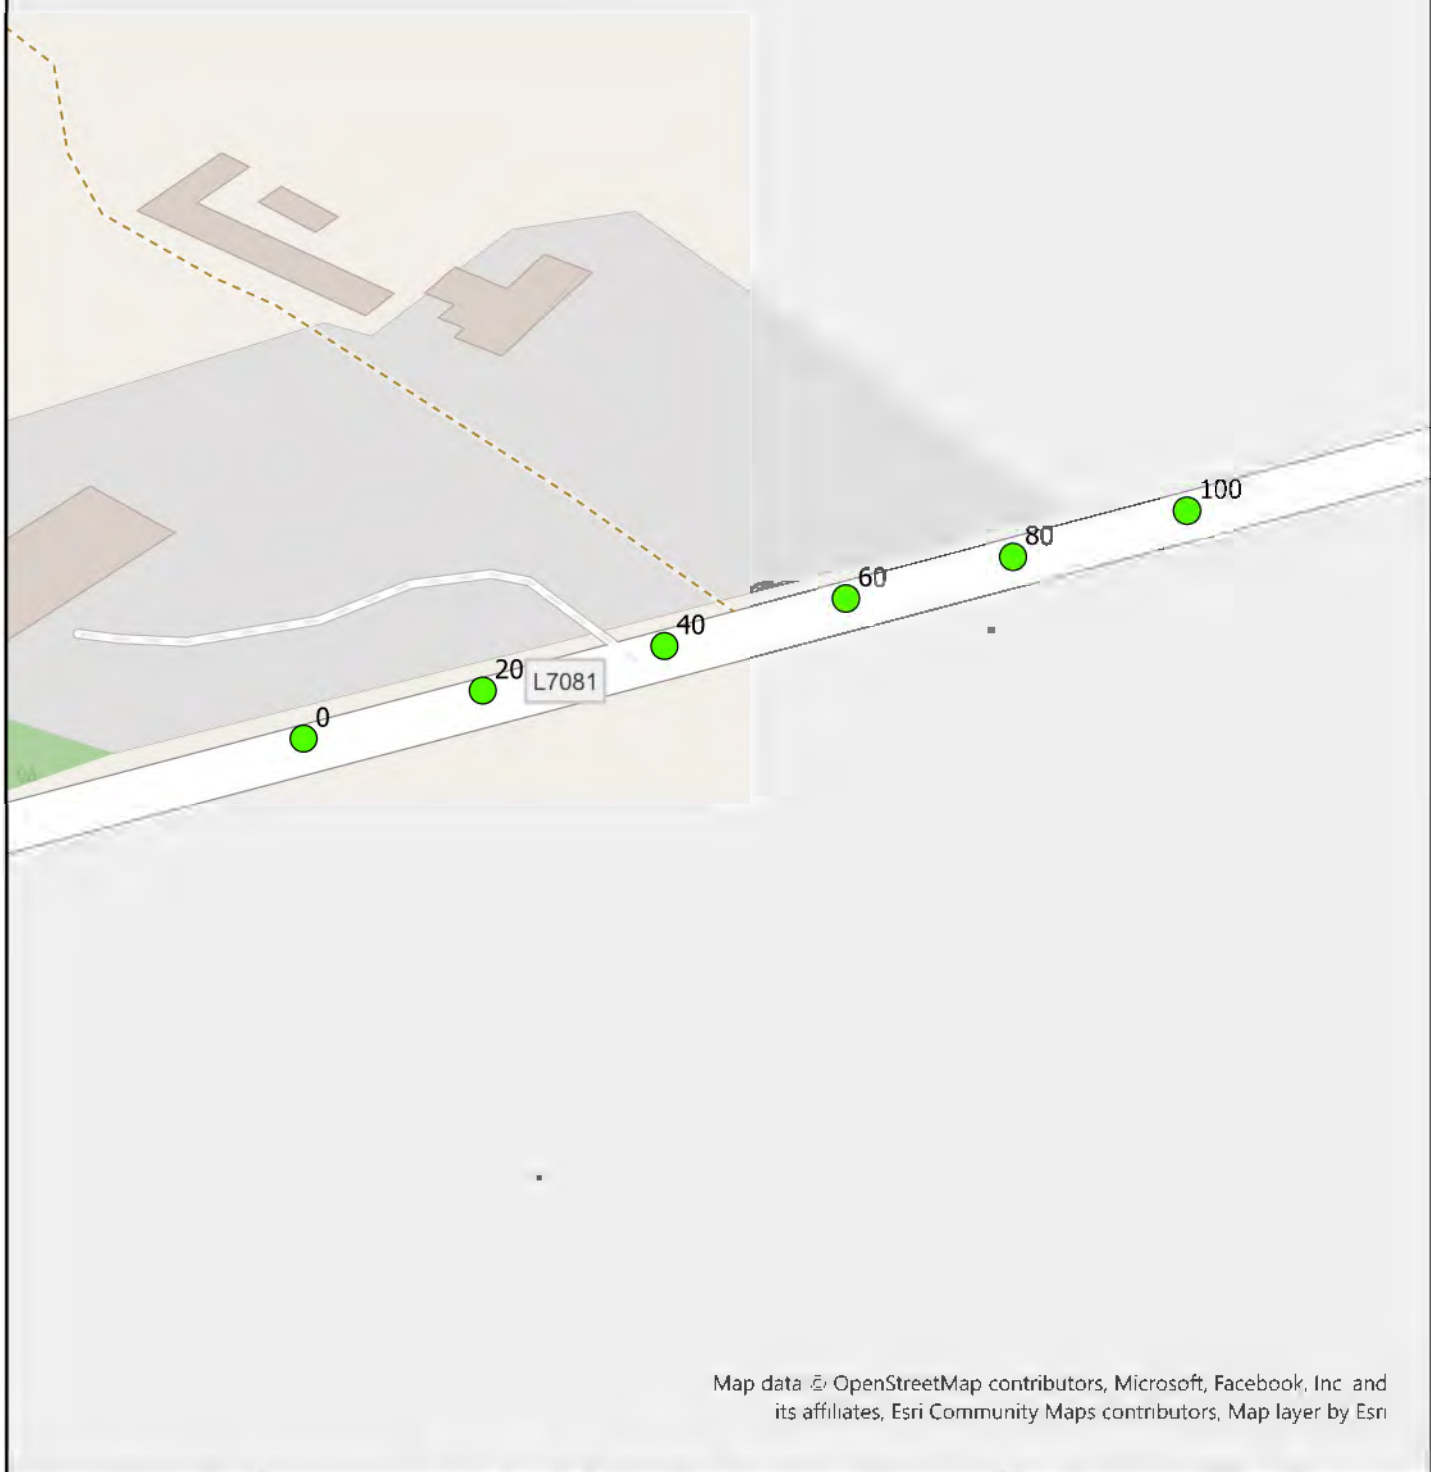 100
80
60
40
20
L7081
0
Map data © OpenStreetMap contributors, Microsoft, Facebook, Inc and
its affiliates, Esri Community Maps contributors, Map layer by Esri